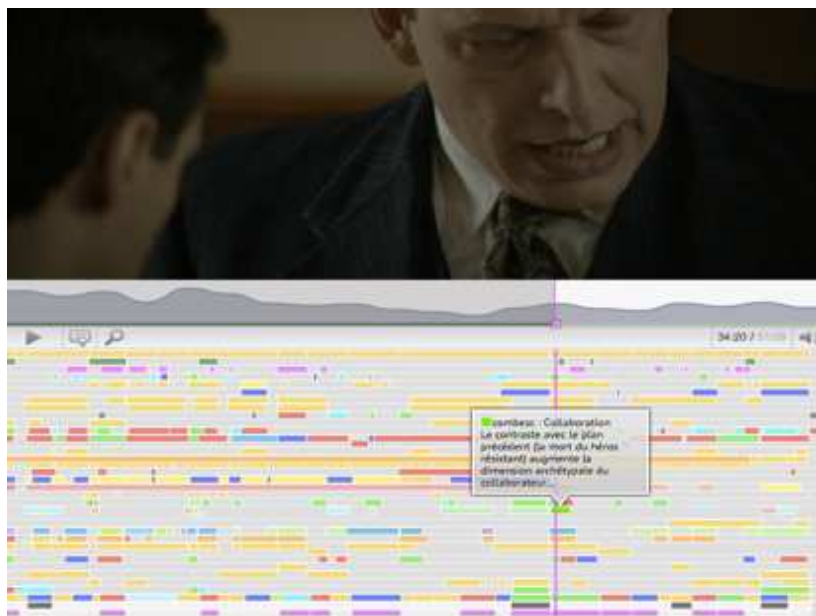 34:20 /
: Collaboration
Le contraste avec le plan
précédent (la mort du héros
résistant) augmente la
dimension archétypale du
collaborateur...